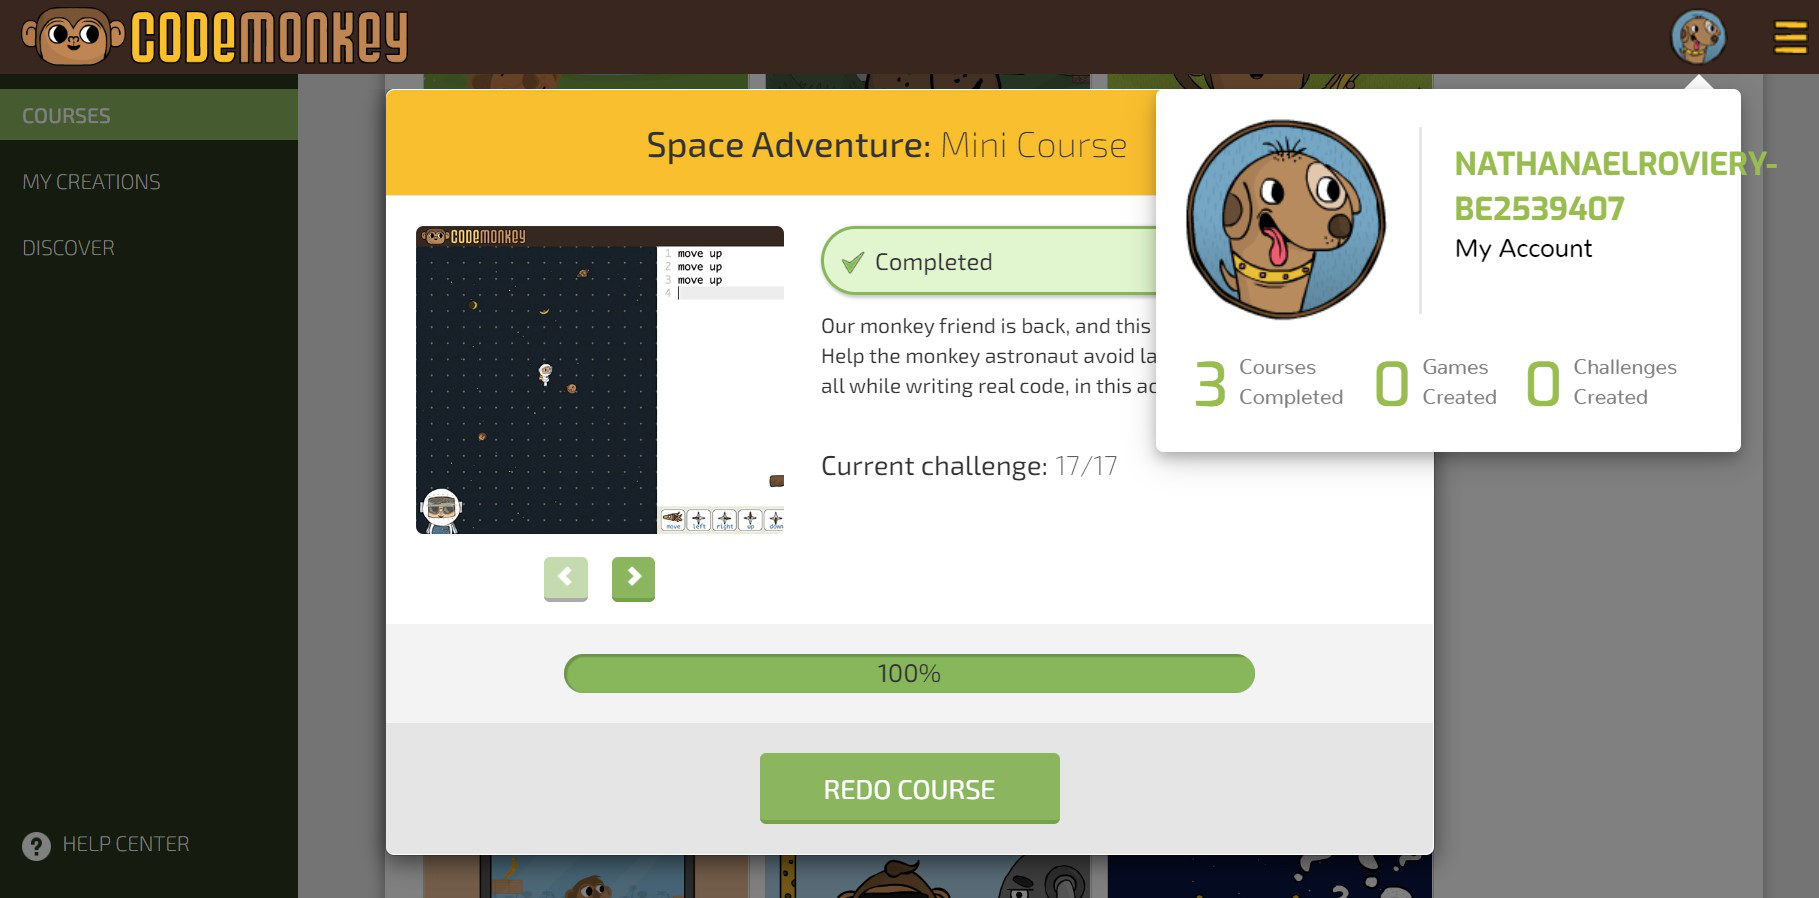 CODEMONKEY
COURSES
MY CREATIONS
DISCOVER
HELP CENTER
Space Adventure: Mini Course
CODEMONKEY
1 move up
2 move up
3 move up
4
move left right up down
Completed
Our monkey friend is back, and this
Help the monkey astronaut avoid la
all while writing real code, in this ac
Current challenge: 17/17
100%
REDO COURSE
NATHANAELROVIERY-
BE2539407
My Account
3 Courses Completed
0 Games Created
0 Challenges Created